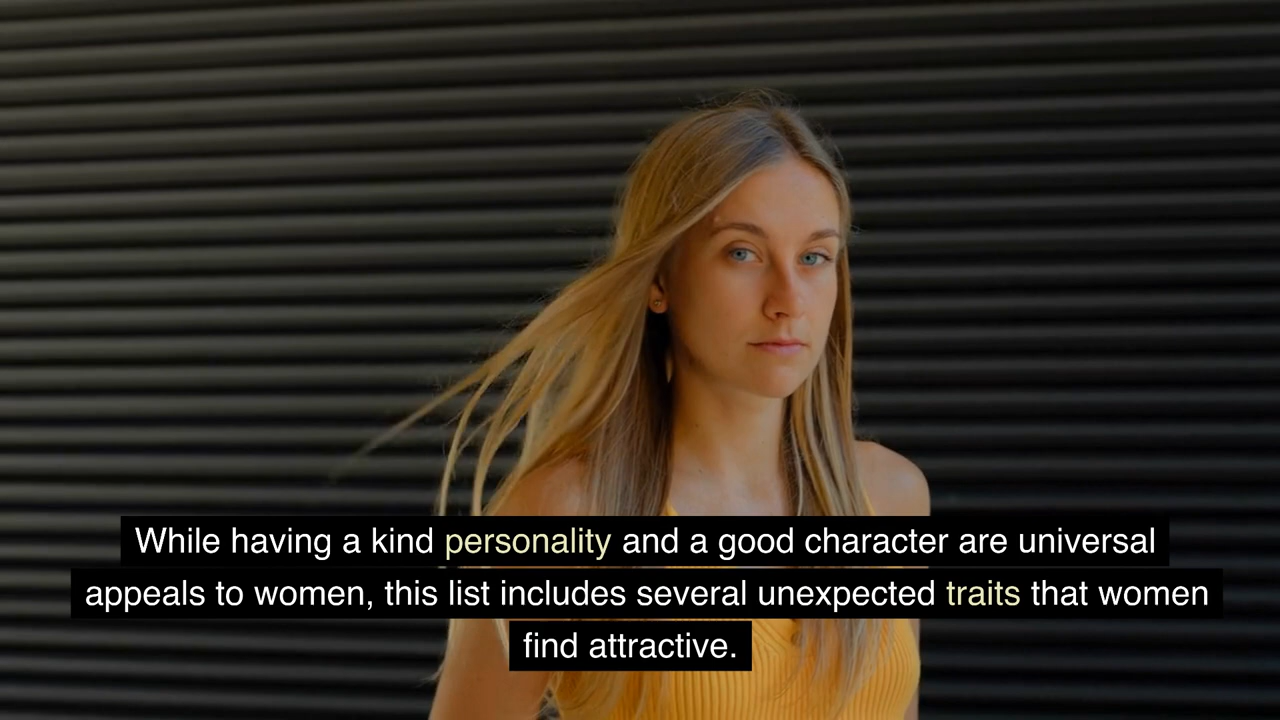 While having a kind personality and a good character are universal
appeals to women, this list includes several unexpected traits that women
find attractive.